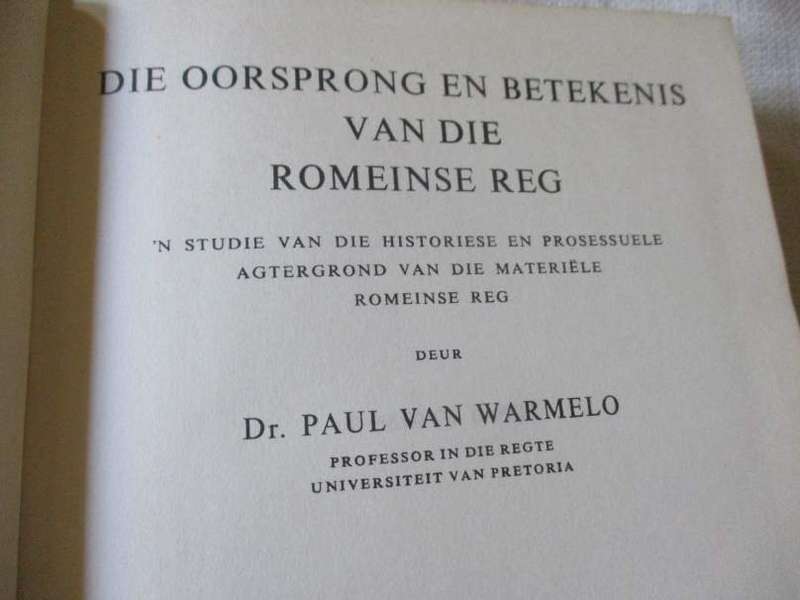 DIE OORSPRONG EN BETEKENIS
VAN DIE
ROMEINSE REG
'N STUDIE VAN DIE HISTORIESE EN PROSESSUELE
AGTERGROND VAN DIE MATERIËLE
ROMEINSE REG
DEUR
Dr. PAUL VAN WARMELO
PROFESSOR IN DIE REGTE
UNIVERSITEIT VAN PRETORIA